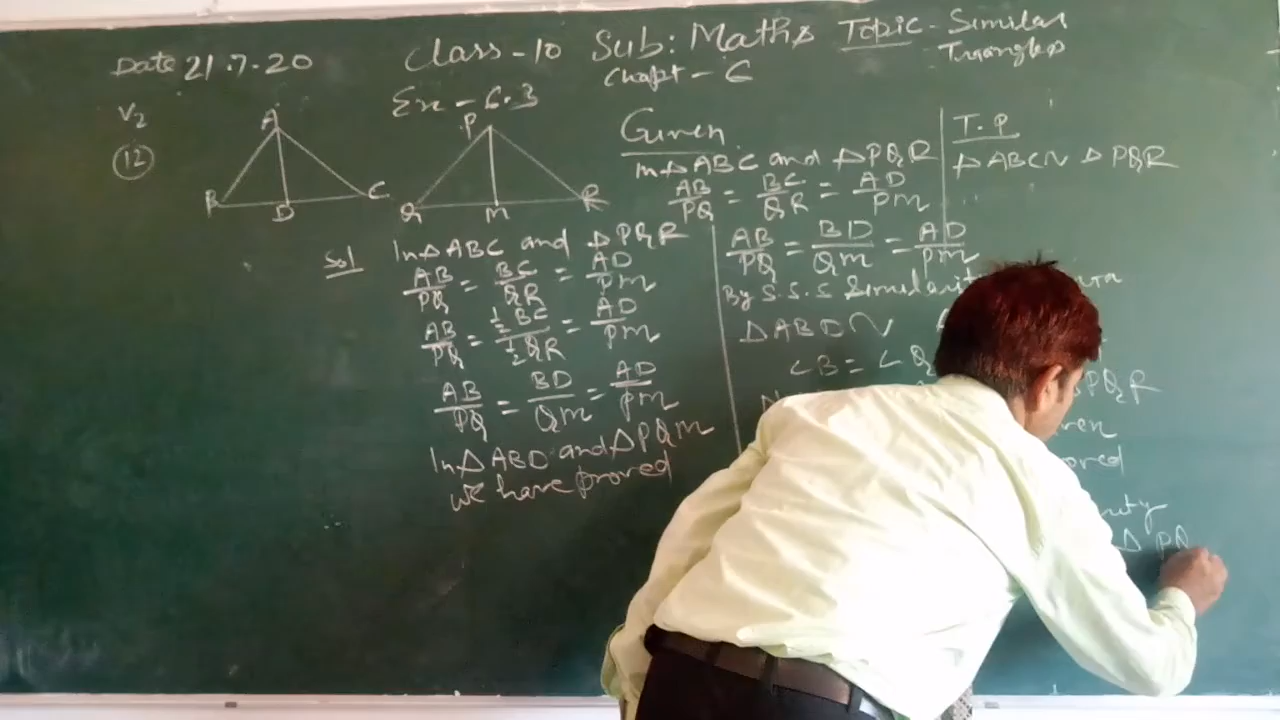 Date 21.7.20
Class-10 Sub: Maths Topic - Similar
Triangles
Chapt - 6
V2
Ex - 6.3
12
A
B D C
P
Q M R
Given
In △ABC and △PQR
AB/PQ = BC/QR = AD/PM
T.P
△ABC ~ △PQR
Sol In △ABC and △PQR
AB/PQ = BC/QR = AD/PM
AB/PQ = ½BC/½QR = AD/PM
AB/PQ = BD/QM = AD/PM
In △ABD and △PQM
we have proved
AB/PQ = BD/QM = AD/PM
By S.S.S
△ABD ~
∠B = ∠Q
PQR
△ PQ